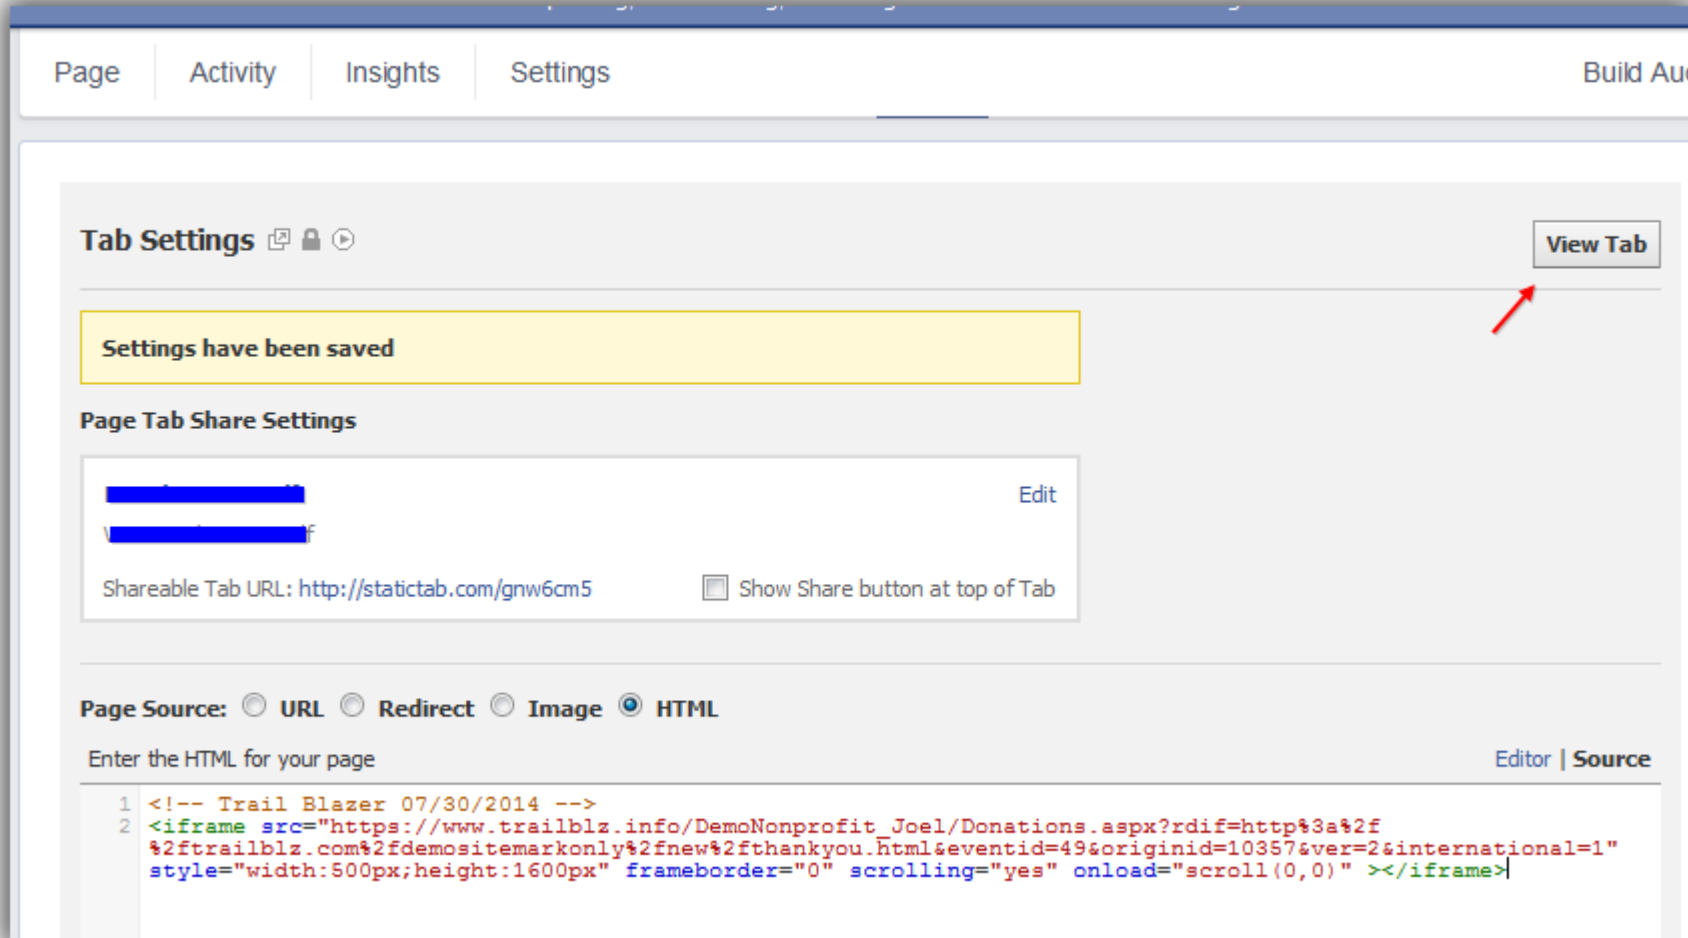 Page Activity Insights Settings Build
Tab Settings View Tab
Settings have been saved
Page Tab Share Settings
Edit
Shareable Tab URL: http://statictab.com/gnw6cm5 Show Share button at top of Tab
Page Source: URL Redirect Image HTML
Enter the HTML for your page Editor | Source
1 <!-- Trail Blazer 07/30/2014 -->
2 <iframe src="https://www.trailblz.info/DemoNonprofit_Joel/Donations.aspx?rdif=http%3a%2f
%2ftrailblz.com%2fdemositemarkonly%2fnew%2fthankyou.html&eventid=49&originid=10357&ver=2&international=1"
style="width:500px;height:1600px" frameborder="0" scrolling="yes" onload="scroll(0,0)" ></iframe>